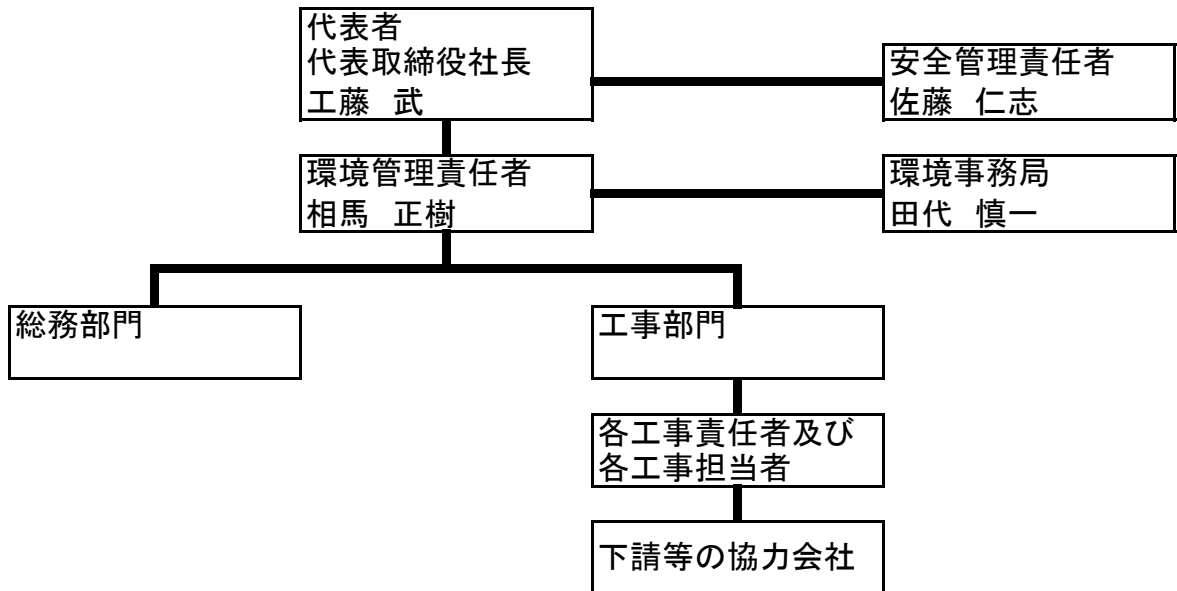 代表者
代表取締役社長
工藤　武
安全管理責任者
佐藤　仁志
環境管理責任者
相馬　正樹
環境事務局
田代　慎一
総務部門
工事部門
各工事責任者及び
各工事担当者
下請等の協力会社